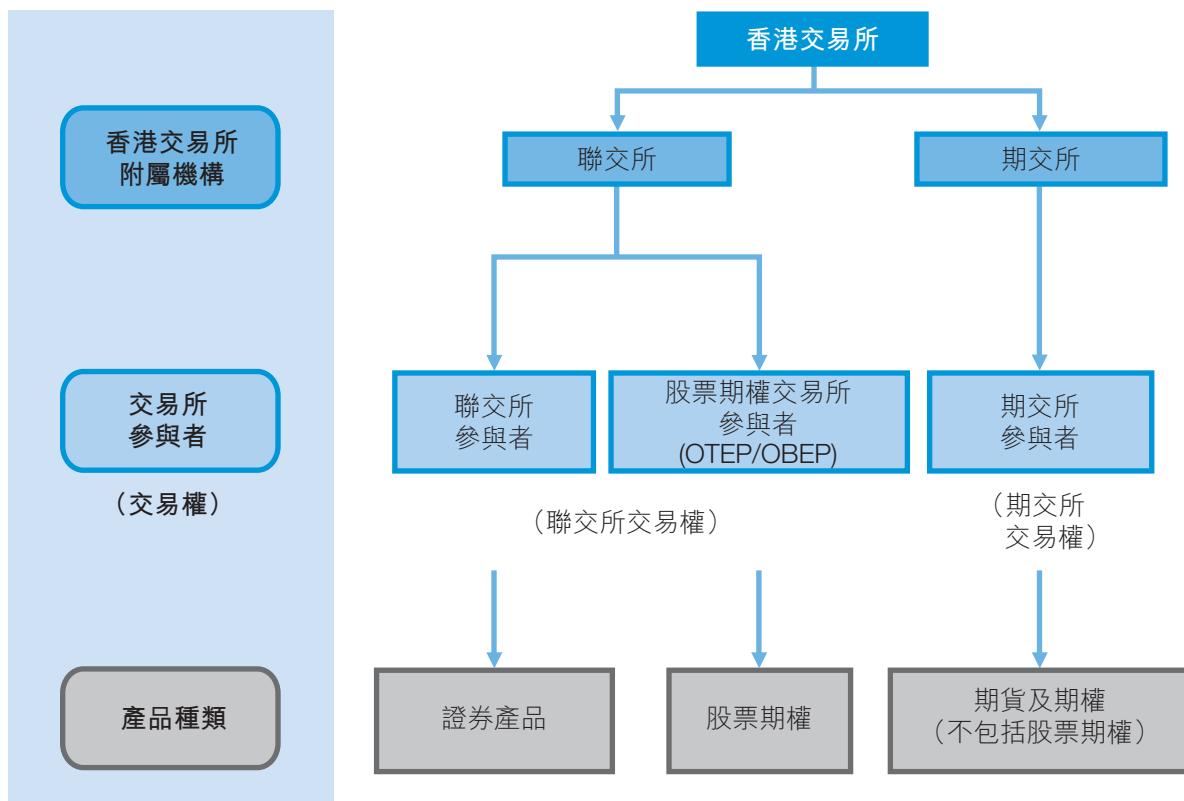 香港交易所
香港交易所
附屬機構
聯交所
期交所
交易所
參與者
聯交所
參與者
股票期權交易所
參與者
(OTEP/OBEP)
期交所
參與者
（交易權）
（聯交所交易權）
（期交所
交易權）
產品種類
證券產品
股票期權
期貨及期權
（不包括股票期權）